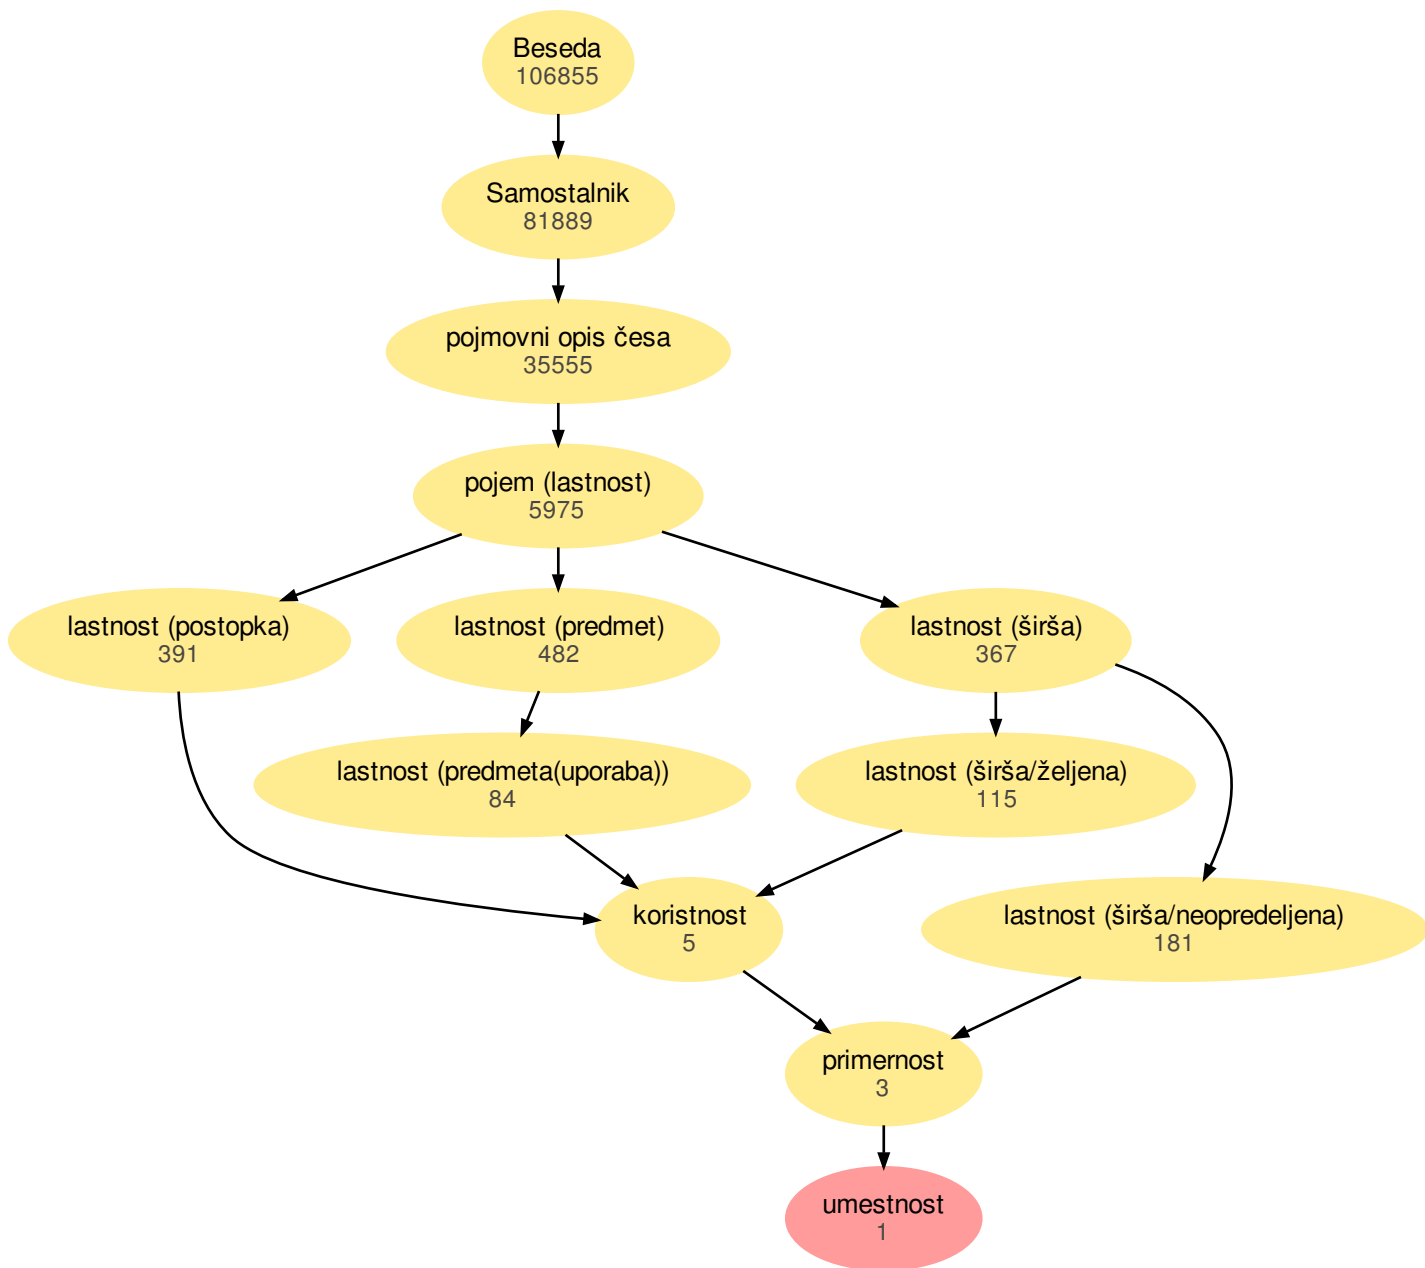 Beseda
106855
Samostalnik
81889
pojmovni opis česa
35555
pojem (lastnost)
5975
lastnost (postopka)
391
lastnost (predmet)
482
lastnost (širša)
367
lastnost (predmeta(uporaba))
84
lastnost (širša/željena)
115
koristnost
5
lastnost (širša/neopredeljena)
181
primernost
3
umestnost
1